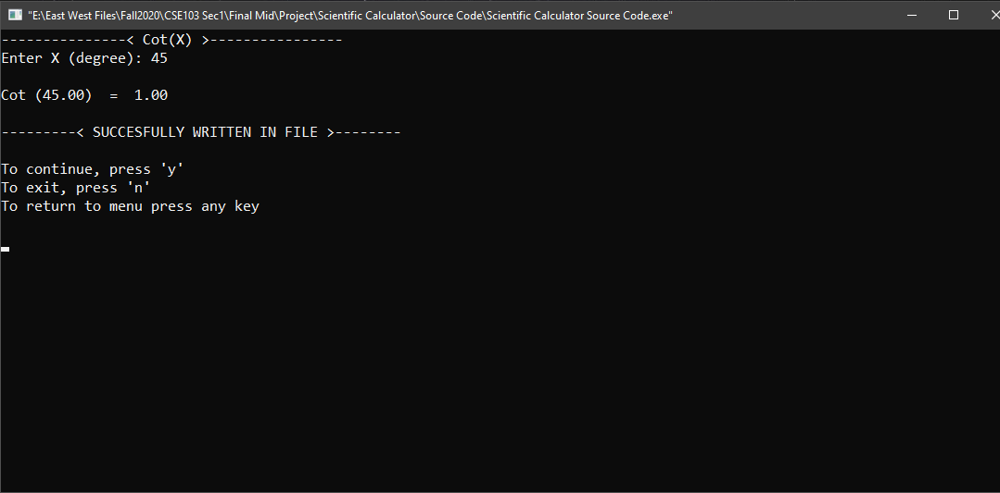 "E:\East West Files\Fall2020\CSE103 Sec1\Final Mid\Project\Scientific Calculator\Source Code\Scientific Calculator Source Code.exe"
---------------< Cot(X) >----------------
Enter X (degree): 45
Cot (45.00)  =  1.00
---------< SUCCESFULLY WRITTEN IN FILE >--------
To continue, press 'y'
To exit, press 'n'
To return to menu press any key